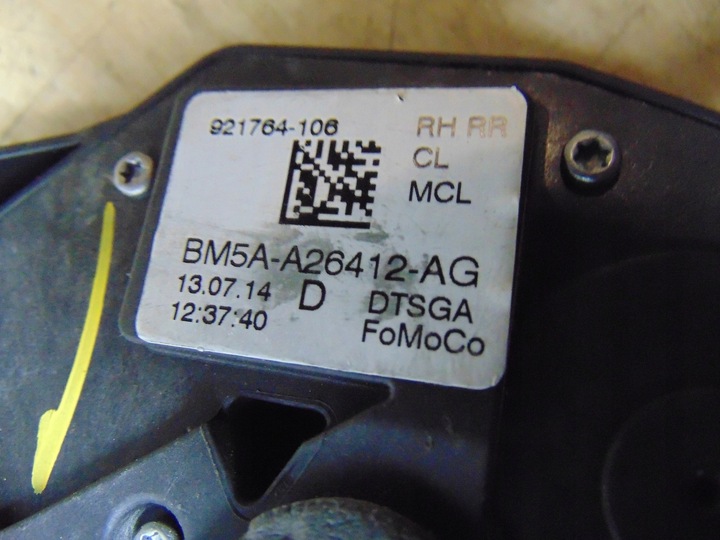 921764-106 RH RR
CL
MCL
BM5A-A26412-AG
13.07.14 D DTSGA
12:37:40 FoMoCo